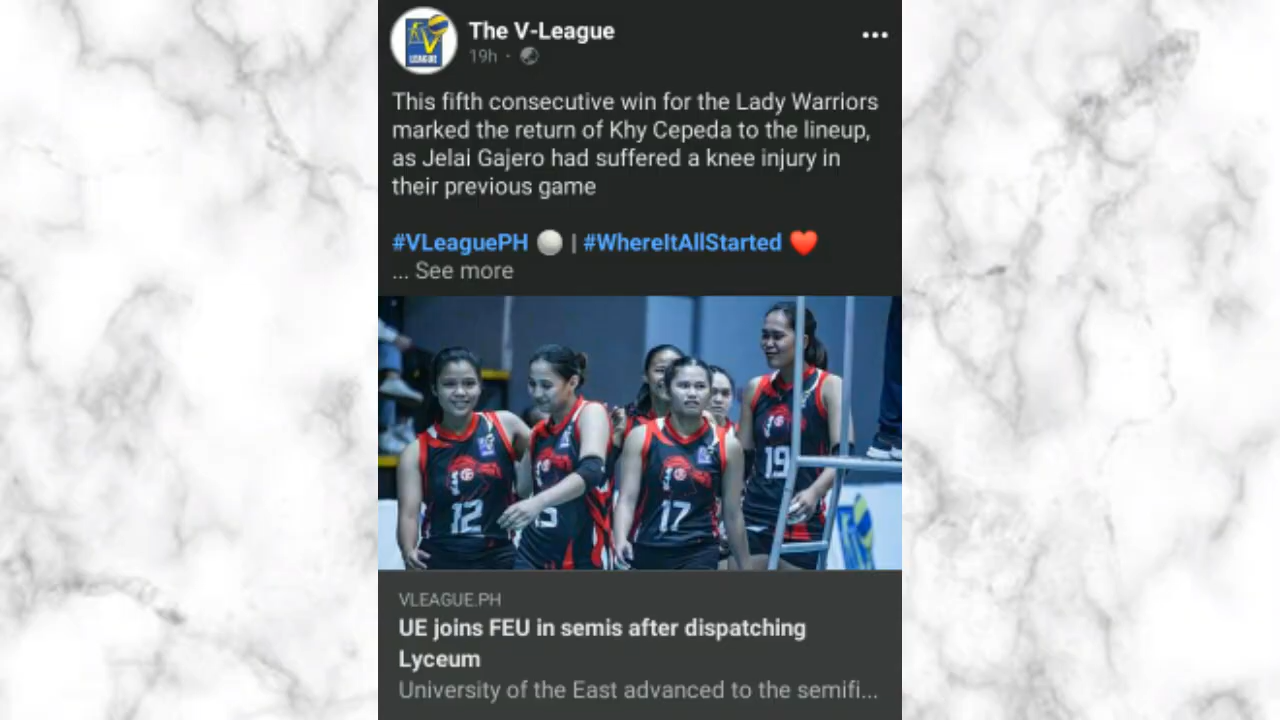 The V-League
LEAGUE
19h ·
This fifth consecutive win for the Lady Warriors
marked the return of Khy Cepeda to the lineup,
as Jelai Gajero had suffered a knee injury in
their previous game
#VLeaguePH 🏐 | #WhereItAllStarted ❤️
... See more
12
15
17
19
VLEAGUE.PH
UE joins FEU in semis after dispatching
Lyceum
University of the East advanced to the semifi...